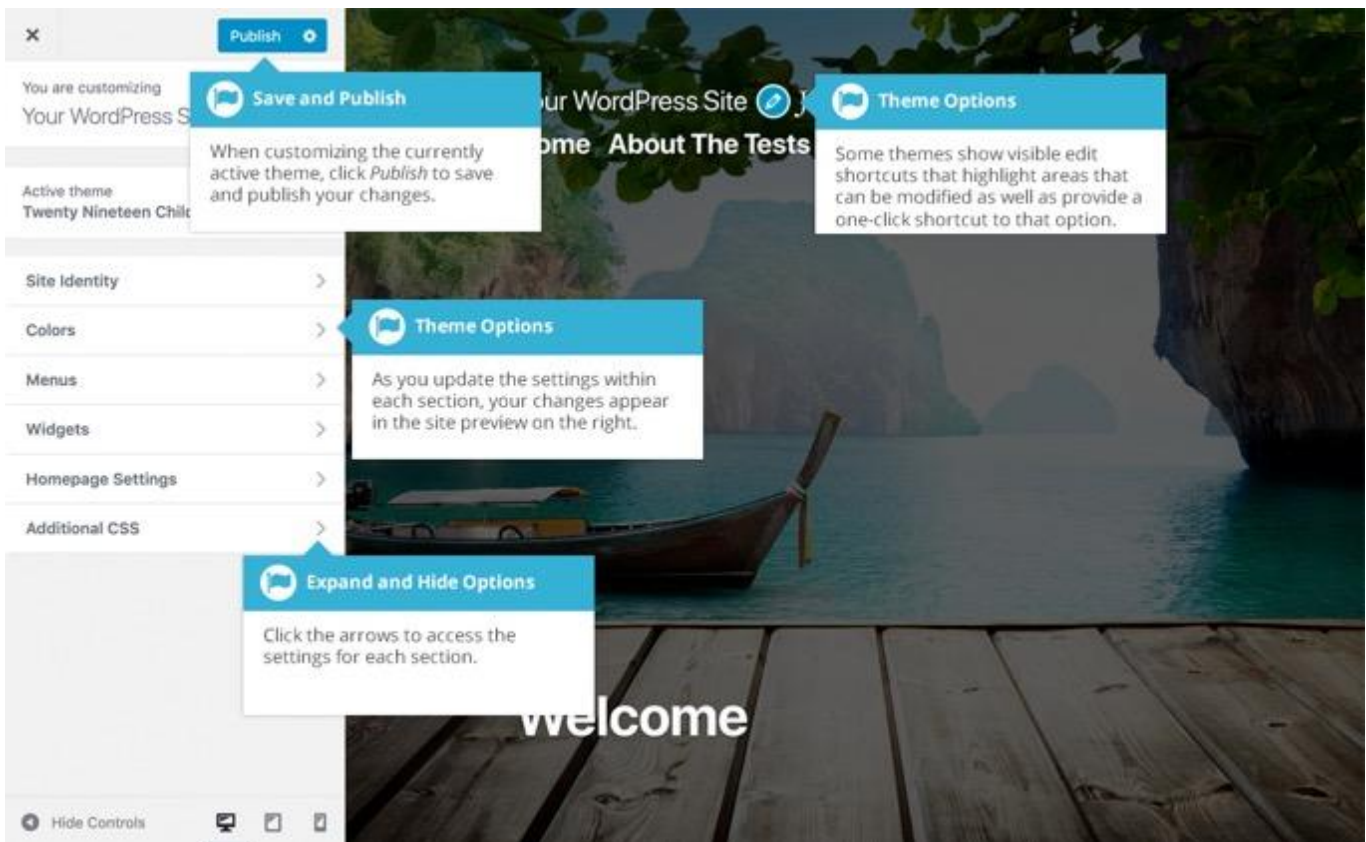 Publish
You are customizing
Your WordPress S
Active theme
Twenty Nineteen Chil
Save and Publish
When customizing the currently
active theme, click Publish to save
and publish your changes.
our WordPress Site
ome About The Tests
Theme Options
Some themes show visible edit
shortcuts that highlight areas that
can be modified as well as provide a
one-click shortcut to that option.
Site Identity
Colors
Menus
Widgets
Homepage Settings
Additional CSS
Theme Options
As you update the settings within
each section, your changes appear
in the site preview on the right.
Expand and Hide Options
Click the arrows to access the
settings for each section.
Welcome
Hide Controls